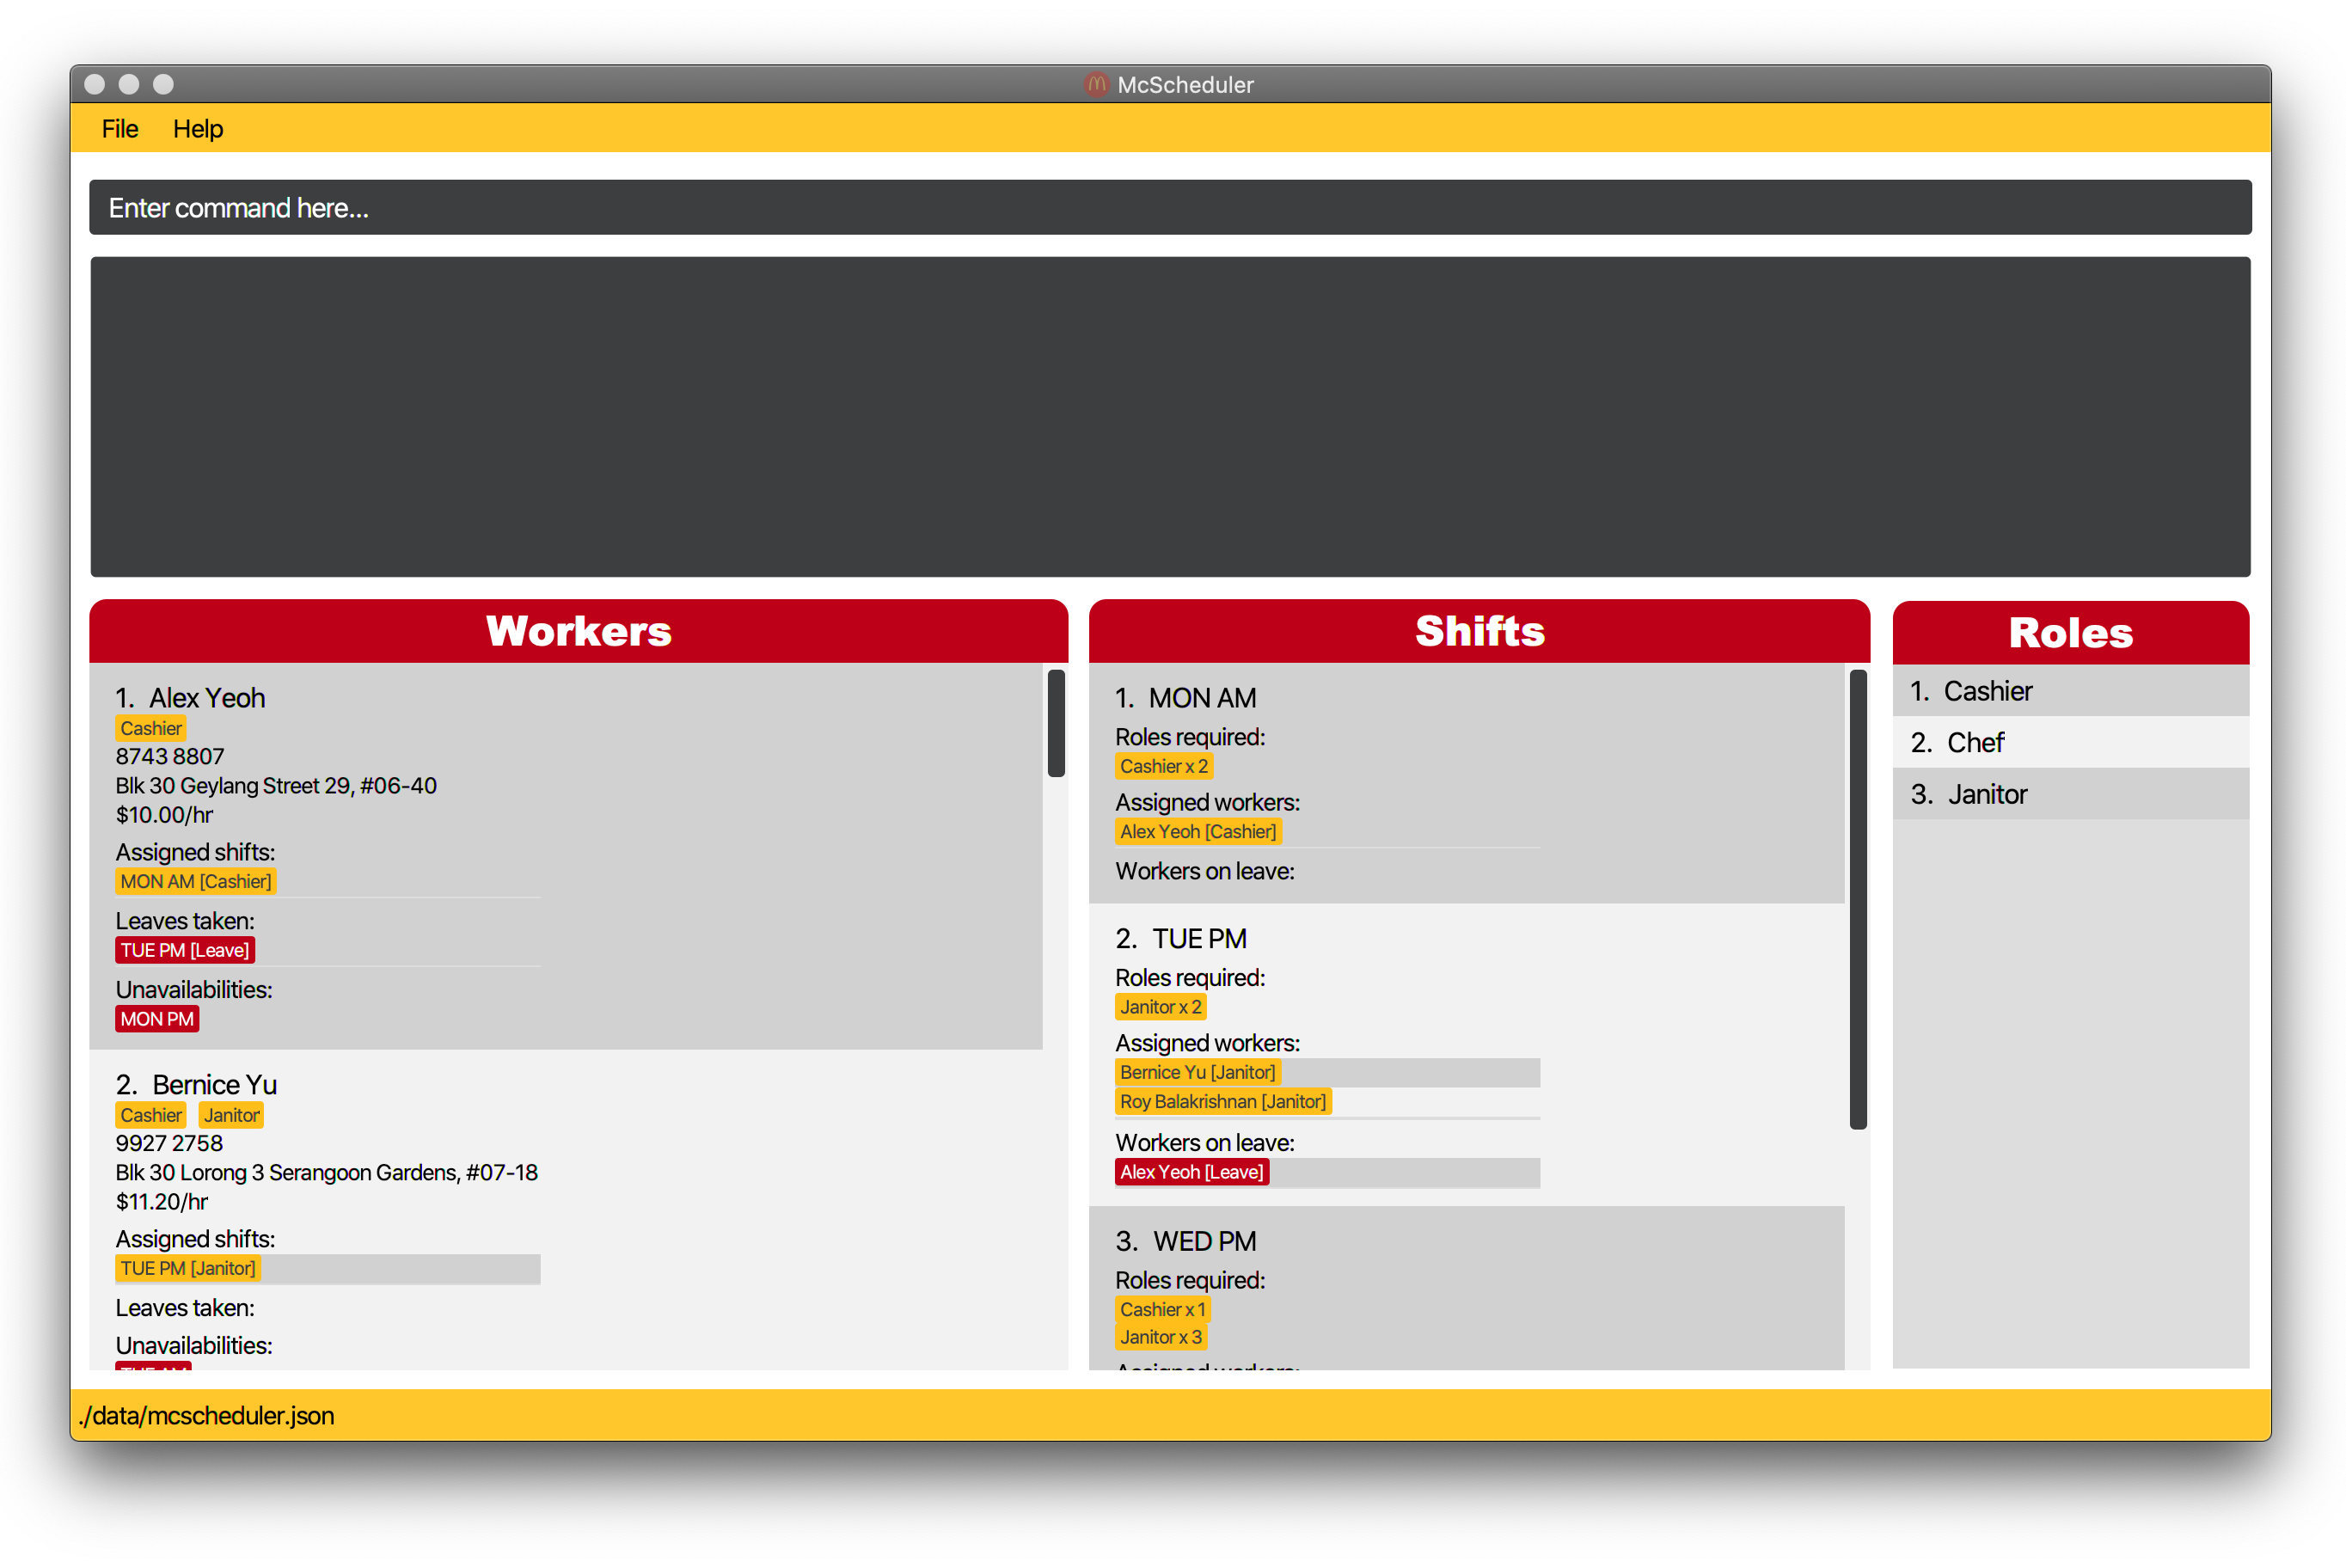 McScheduler
File Help
Enter command here...
Workers
1. Alex Yeoh
Cashier
8743 8807
Blk 30 Geylang Street 29, #06-40
$10.00/hr
Assigned shifts:
MON AM [Cashier]
Leaves taken:
TUE PM [Leave]
Unavailabilities:
MON PM
2. Bernice Yu
Cashier Janitor
9927 2758
Blk 30 Lorong 3 Serangoon Gardens, #07-18
$11.20/hr
Assigned shifts:
TUE PM [Janitor]
Leaves taken:
Unavailabilities:
Shifts
1. MON AM
Roles required:
Cashier x 2
Assigned workers:
Alex Yeoh [Cashier]
Workers on leave:
2. TUE PM
Roles required:
Janitor x 2
Assigned workers:
Bernice Yu [Janitor]
Roy Balakrishnan [Janitor]
Workers on leave:
Alex Yeoh [Leave]
3. WED PM
Roles required:
Cashier x 1
Janitor x 3
Assigned workers:
Roles
1. Cashier
2. Chef
3. Janitor
./data/mcscheduler.json